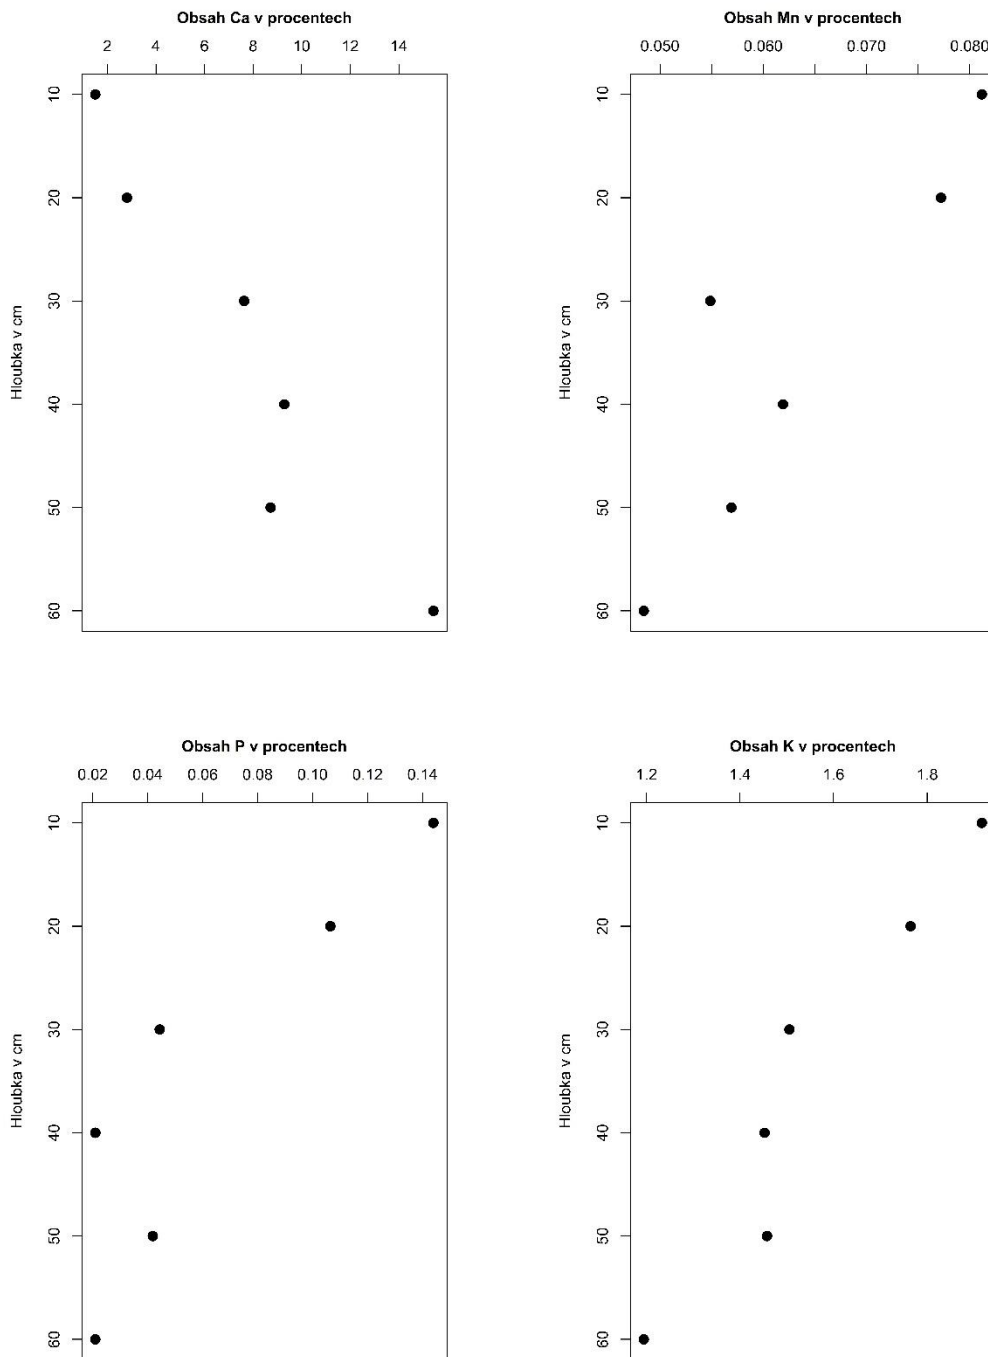 Obsah Ca v procentech
2 4 6 8 10 12 14
Hloubka v cm
10
20
30
40
50
60
Obsah Mn v procentech
0.050 0.060 0.070 0.080
Hloubka v cm
10
20
30
40
50
60
Obsah P v procentech
0.02 0.04 0.06 0.08 0.10 0.12 0.14
Hloubka v cm
10
20
30
40
50
60
Obsah K v procentech
1.2 1.4 1.6 1.8
Hloubka v cm
10
20
30
40
50
60